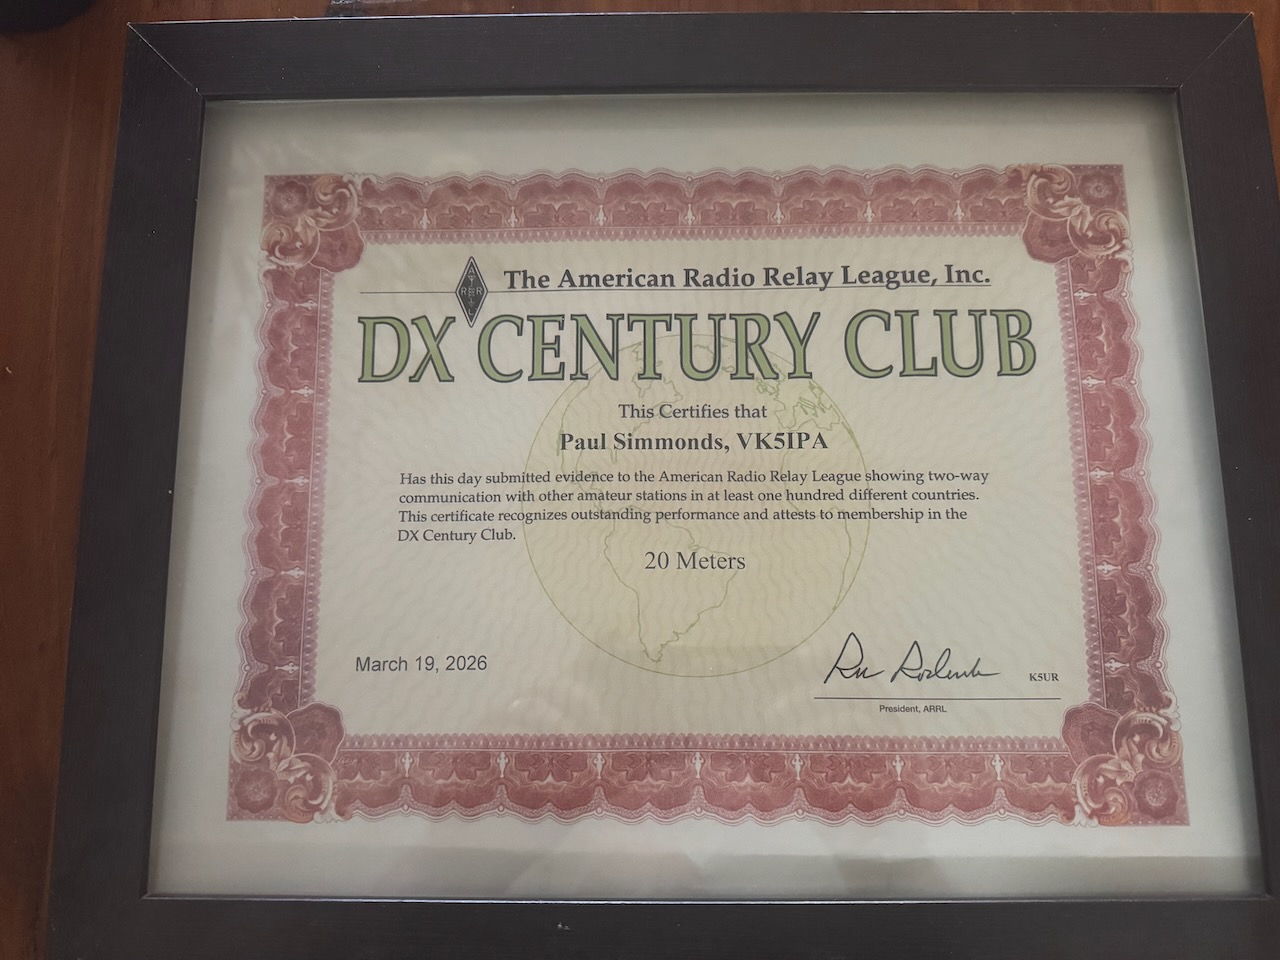 The American Radio Relay League, Inc.
A
R R
L
DX CENTURY CLUB
This Certifies that
Paul Simmonds, VK5IPA
Has this day submitted evidence to the American Radio Relay League showing two-way
communication with other amateur stations in at least one hundred different countries.
This certificate recognizes outstanding performance and attests to membership in the
DX Century Club.
20 Meters
March 19, 2026
Ric Roderick
K5UR
President, ARRL